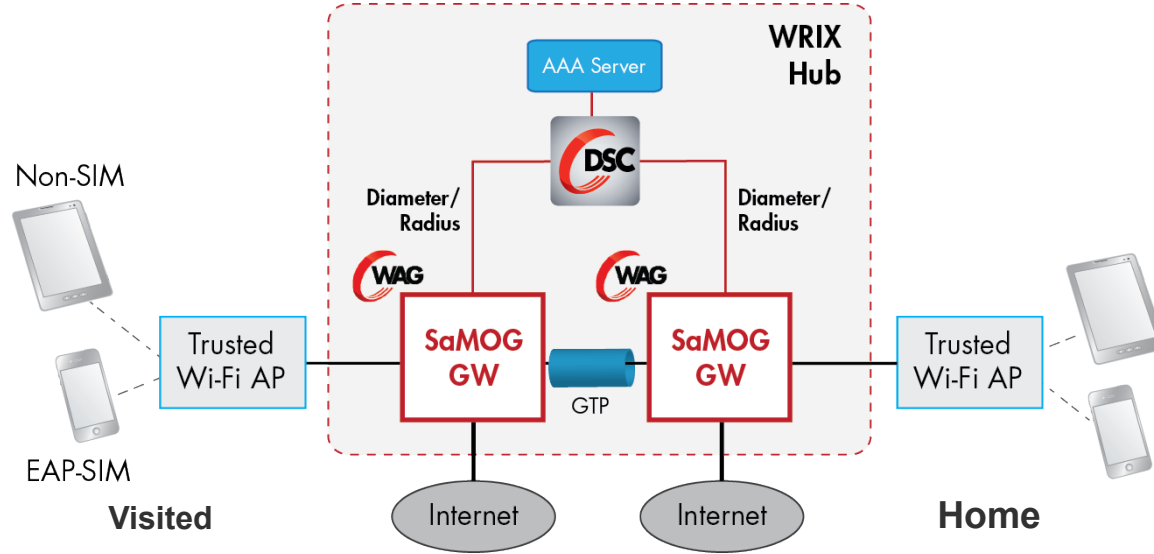 WRIX
Hub
AAA Server
DSC
Non-SIM
Diameter/
Radius
Diameter/
Radius
WAG
WAG
Trusted
Wi-Fi AP
SaMOG
GW
GTP
SaMOG
GW
Trusted
Wi-Fi AP
EAP-SIM
Visited
Internet
Internet
Home